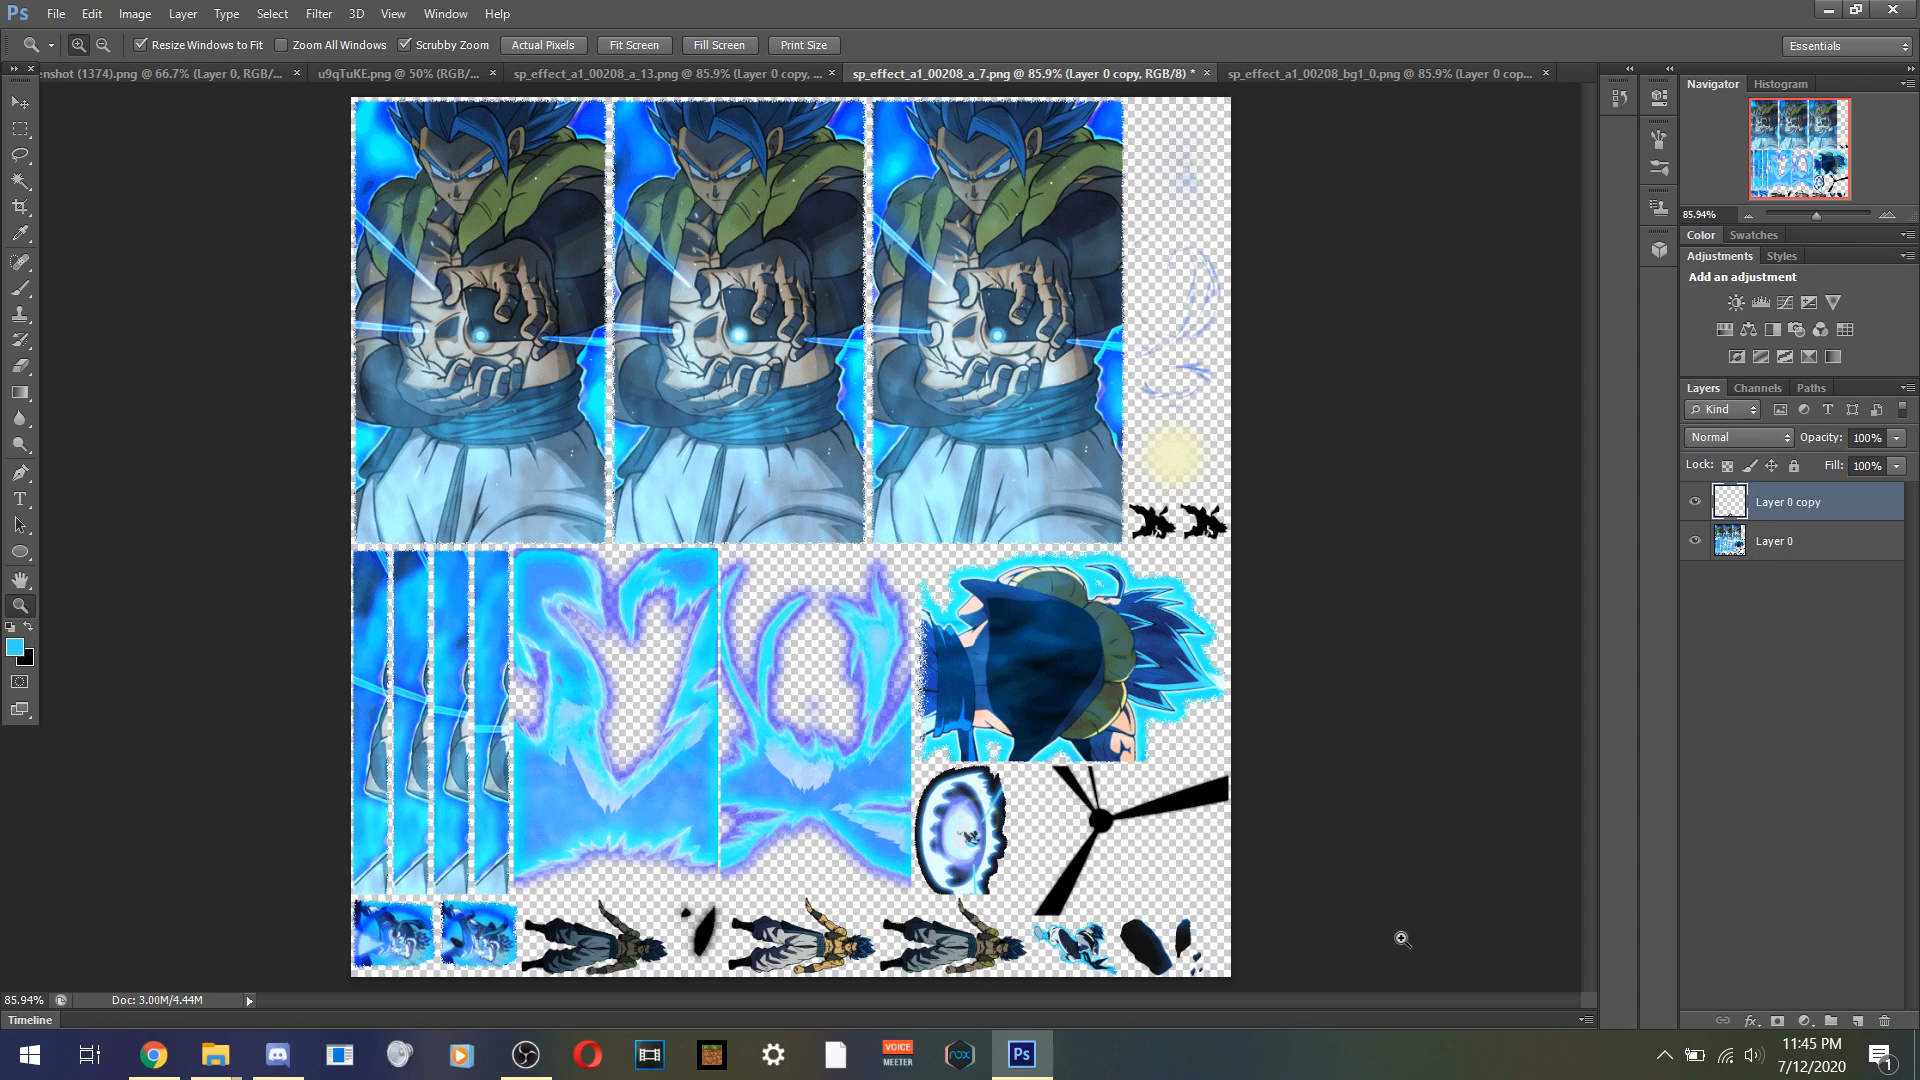 Ps File Edit Image Layer Type Select Filter 3D View Window Help
Resize Windows to Fit Zoom All Windows Scrubby Zoom Actual Pixels Fit Screen Fill Screen Print Size Essentials
enshot (1374).png @ 66.7% (Layer 0, RGB/... × u9qTuKE.png @ 50% (RGB/... × sp_effect_a1_00208_a_13.png @ 85.9% (Layer 0 copy, ... × sp_effect_a1_00208_a_7.png @ 85.9% (Layer 0 copy, RGB/8) * × sp_effect_a1_00208_bg1_0.png @ 85.9% (Layer 0 cop... ×
Navigator Histogram
85.94%
Color Swatches
Adjustments Styles
Add an adjustment
Layers Channels Paths
Kind
Normal Opacity: 100%
Lock: Fill: 100%
Layer 0 copy
Layer 0
85.94% Doc: 3.00M/4.44M
Timeline
VOICE
MEETER
nox
Ps
11:45 PM
7/12/2020
1